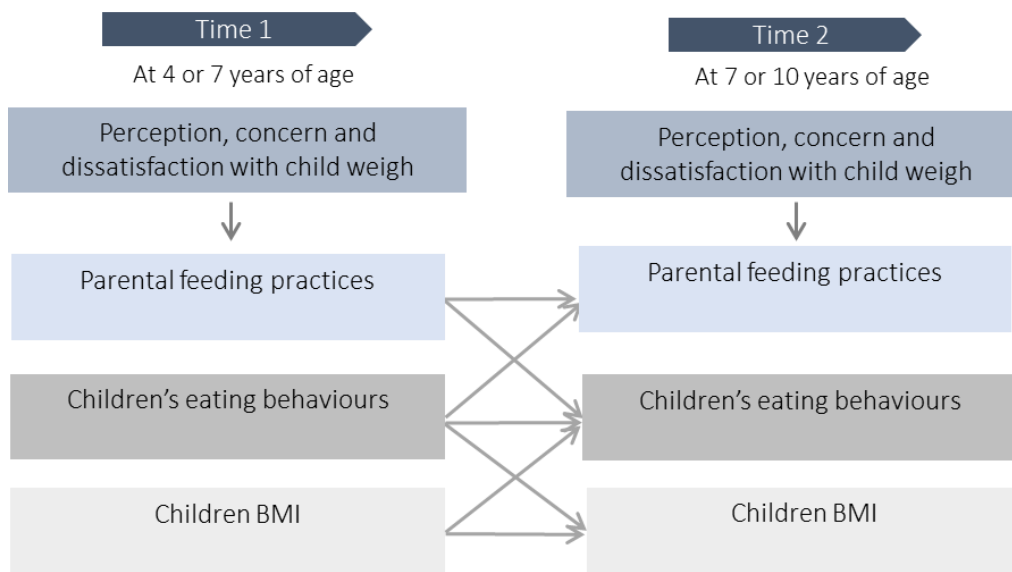 Time 1
At 4 or 7 years of age
Perception, concern and
dissatisfaction with child weigh
Parental feeding practices
Children’s eating behaviours
Children BMI
Time 2
At 7 or 10 years of age
Perception, concern and
dissatisfaction with child weigh
Parental feeding practices
Children’s eating behaviours
Children BMI